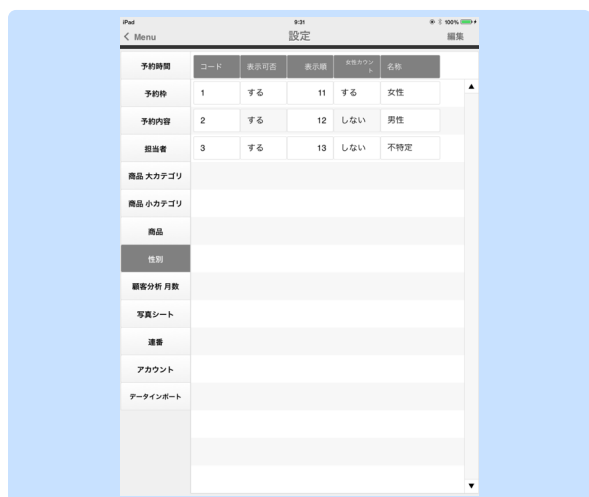 iPad 9:31 100%
Menu 設定 編集
予約時間 コード 表示可否 表示順 女性カウン
ト 名称
予約枠 1 する 11 する 女性
予約内容 2 する 12 しない 男性
担当者 3 する 13 しない 不特定
商品 大カテゴリ
商品 小カテゴリ
商品
性別
顧客分析 月数
写真シート
連番
アカウント
データインポート